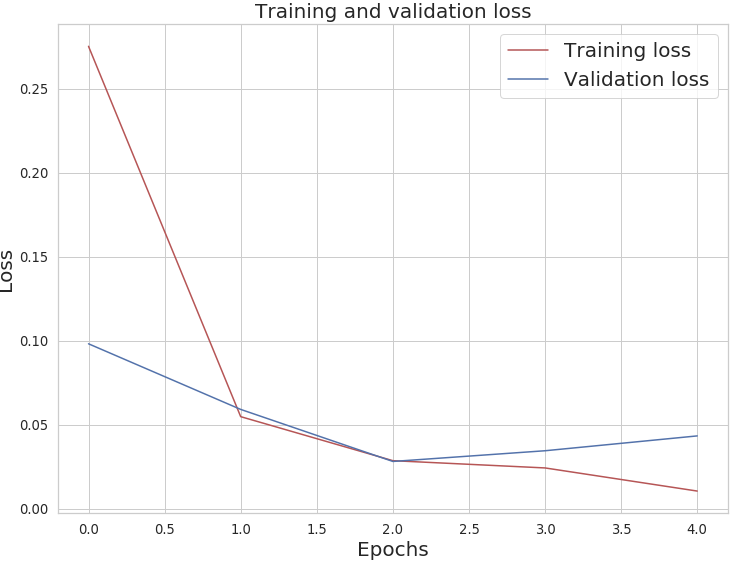 Training and validation loss
Training loss
Validation loss
0.25
0.20
0.15
0.10
0.05
0.00
Loss
0.0 0.5 1.0 1.5 2.0 2.5 3.0 3.5 4.0
Epochs